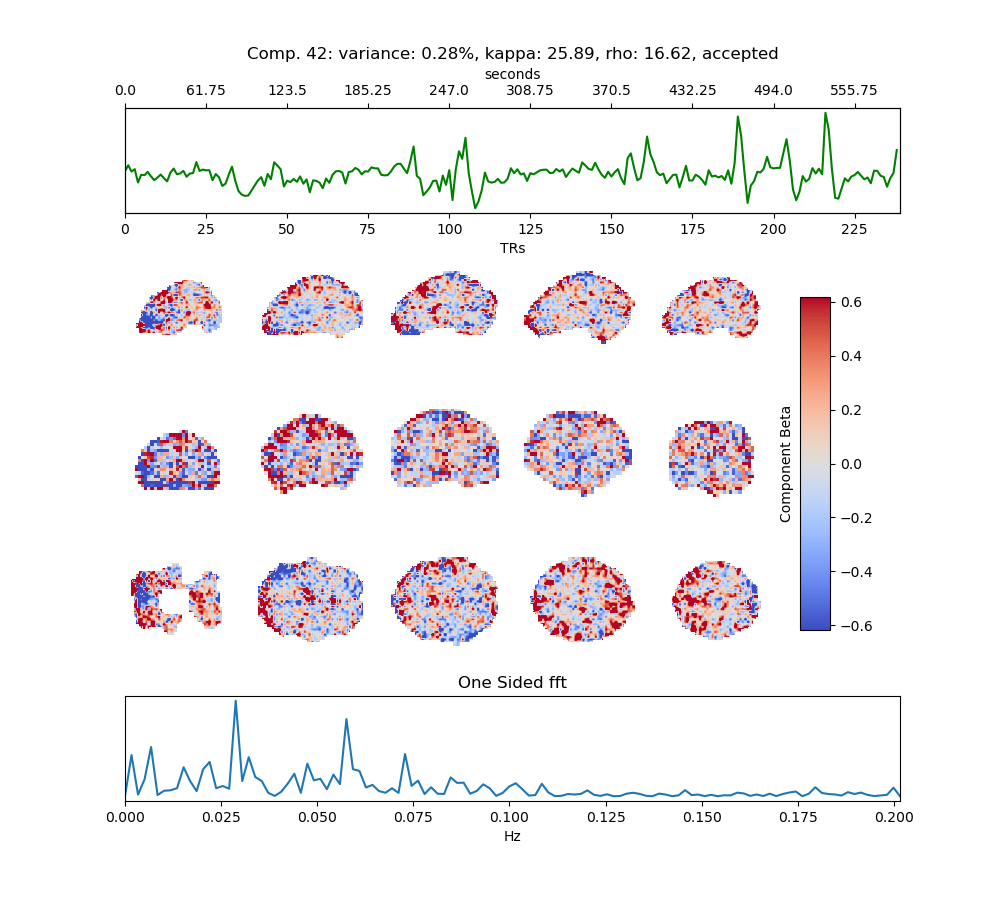 Comp. 42: variance: 0.28%, kappa: 25.89, rho: 16.62, accepted
seconds
0.0 61.75 123.5 185.25 247.0 308.75 370.5 432.25 494.0 555.75
0 25 50 75 100 125 150 175 200 225
TRs
0.6
0.4
0.2
0.0
−0.2
−0.4
−0.6
Component Beta
One Sided fft
0.000 0.025 0.050 0.075 0.100 0.125 0.150 0.175 0.200
Hz